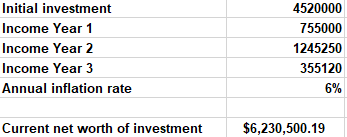 Initial investment 4520000
Income Year 1 755000
Income Year 2 1245250
Income Year 3 355120
Annual inflation rate 6%
Current net worth of investment $6,230,500.19